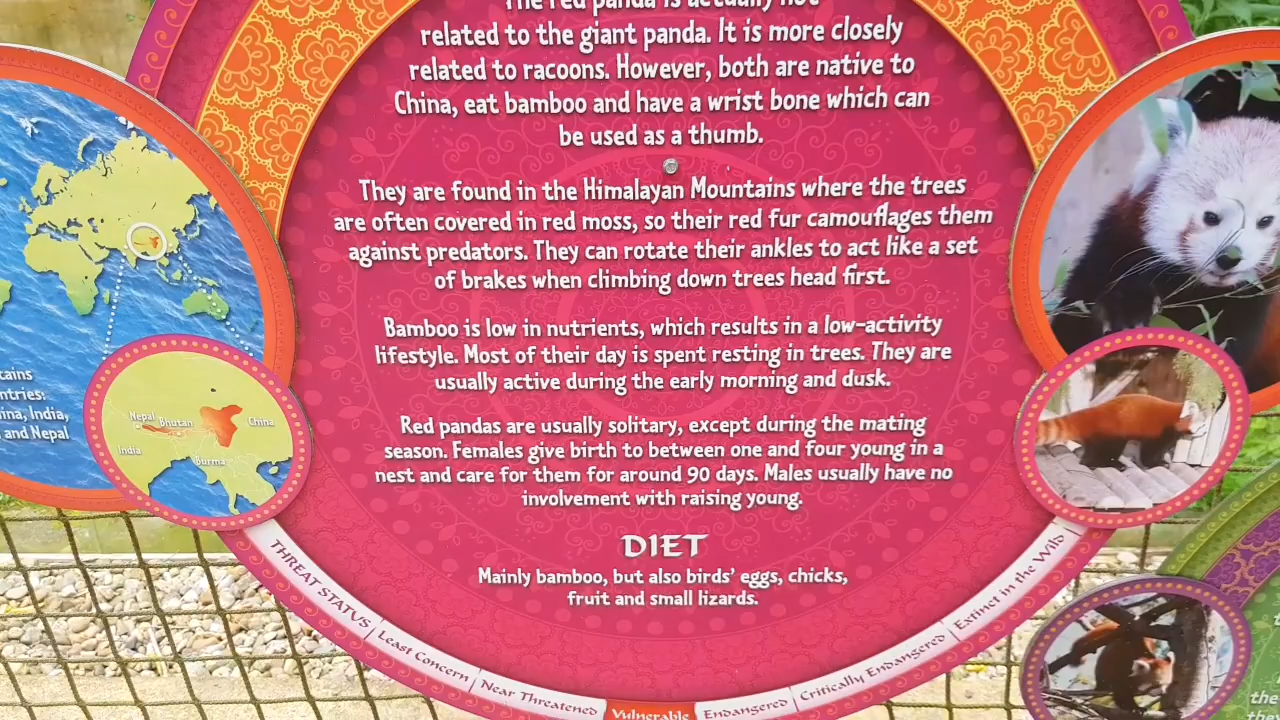 The red panda is actually not
related to the giant panda. It is more closely
related to racoons. However, both are native to
China, eat bamboo and have a wrist bone which can
be used as a thumb.
They are found in the Himalayan Mountains where the trees
are often covered in red moss, so their red fur camouflages them
against predators. They can rotate their ankles to act like a set
of brakes when climbing down trees head first.
Bamboo is low in nutrients, which results in a low-activity
lifestyle. Most of their day is spent resting in trees. They are
usually active during the early morning and dusk.
Red pandas are usually solitary, except during the mating
season. Females give birth to between one and four young in a
nest and care for them for around 90 days. Males usually have no
involvement with raising young.
DIET
Mainly bamboo, but also birds' eggs, chicks,
fruit and small lizards.
THREAT STATUS
Least Concern
Near Threatened
Vulnerable
Endangered
Critically Endangered
Extinct in the Wild
and Nepal
Nepal
Bhutan
China
India
Burma
the